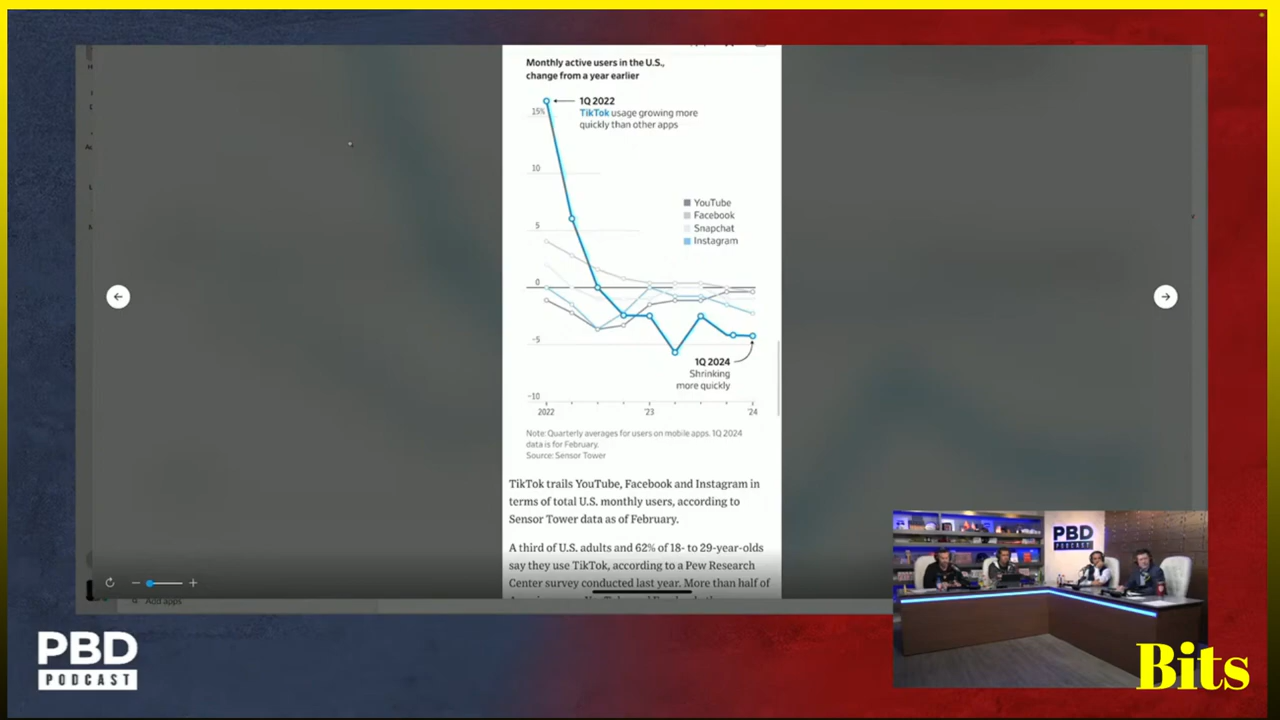 Monthly active users in the U.S.,
change from a year earlier
1Q 2022
TikTok usage growing more
quickly than other apps
15%
10
5
0
-5
-10
YouTube
Facebook
Snapchat
Instagram
1Q 2024
Shrinking
more quickly
2022
'23
'24
Note: Quarterly averages for users on mobile apps. 1Q 2024
data is for February.
Source: Sensor Tower
TikTok trails YouTube, Facebook and Instagram in
terms of total U.S. monthly users, according to
Sensor Tower data as of February.
A third of U.S. adults and 62% of 18- to 29-year-olds
say they use TikTok, according to a Pew Research
Center survey conducted last year. More than half of
Add apps
PBD
PODCAST
PBD
PODCAST
Bits